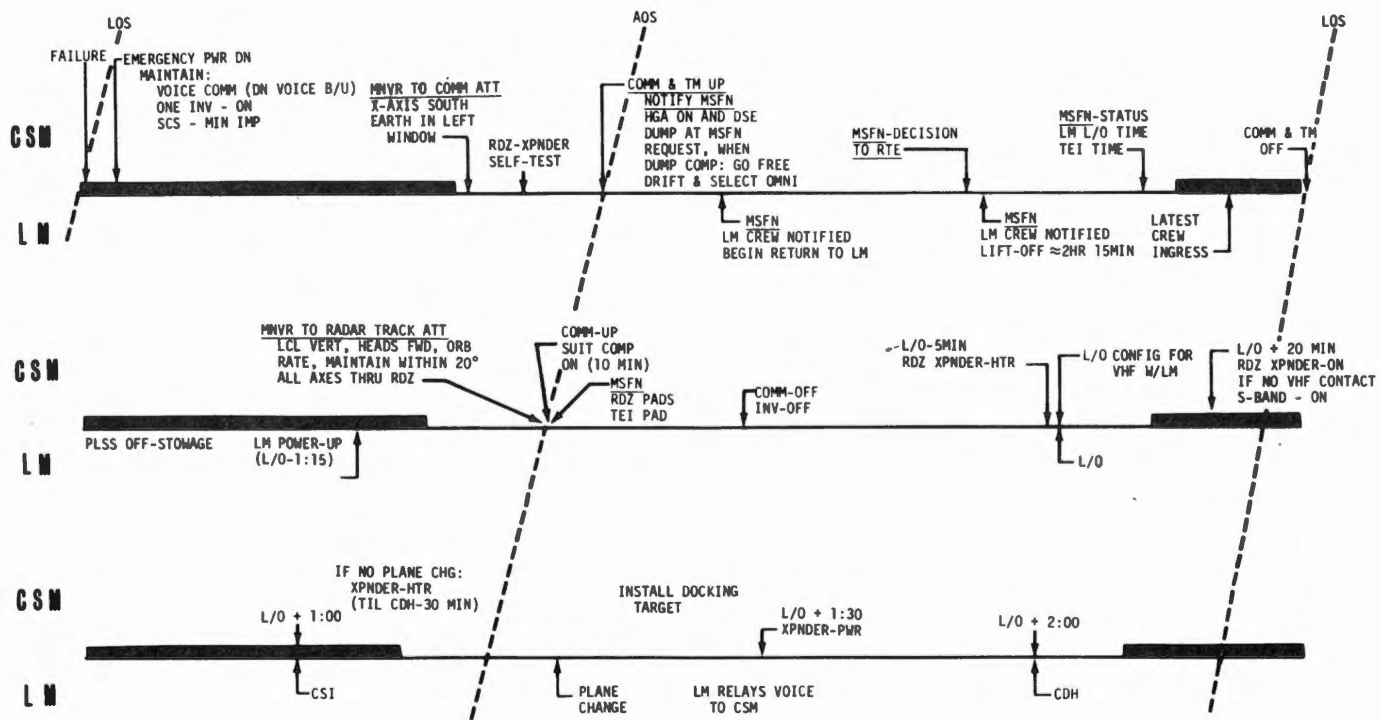 LOS
AOS
LOS
FAILURE
EMERGENCY PWR DN
MAINTAIN:
VOICE COMM (DN VOICE B/U)
ONE INV - ON
SCS - MIN IMP
MNVR TO COMM ATT
X-AXIS SOUTH
EARTH IN LEFT
WINDOW
RDZ-XPNDER
SELF-TEST
COMM & TM UP
NOTIFY MSFN
HGA ON AND DSE
DUMP AT MSFN
REQUEST, WHEN
DUMP COMP: GO FREE
DRIFT & SELECT OMNI
MSFN-DECISION
TO RTE
MSFN-STATUS
LM L/O TIME
TEI TIME
COMM & TM
OFF
CSM
LM
MSFN
LM CREW NOTIFIED
BEGIN RETURN TO LM
MSFN
LM CREW NOTIFIED
LIFT-OFF ≈2HR 15MIN
LATEST
CREW
INGRESS
MNVR TO RADAR TRACK ATT
LCL VERT, HEADS FWD, ORB
RATE, MAINTAIN WITHIN 20°
ALL AXES THRU RDZ
COMM-UP
SUIT COMP
ON (10 MIN)
MSFN
RDZ PADS
TEI PAD
COMM-OFF
INV-OFF
L/O-5MIN
RDZ XPNDER-HTR
L/O CONFIG FOR
VHF W/LM
L/O + 20 MIN
RDZ XPNDER-ON
IF NO VHF CONTACT
S-BAND - ON
CSM
LM
PLSS OFF-STOWAGE
LM POWER-UP
(L/O-1:15)
L/O
CSM
LM
L/O + 1:00
IF NO PLANE CHG:
XPNDER-HTR
(TIL CDH-30 MIN)
INSTALL DOCKING
TARGET
L/O + 1:30
XPNDER-PWR
L/O + 2:00
CSI
PLANE
CHANGE
LM RELAYS VOICE
TO CSM
CDH